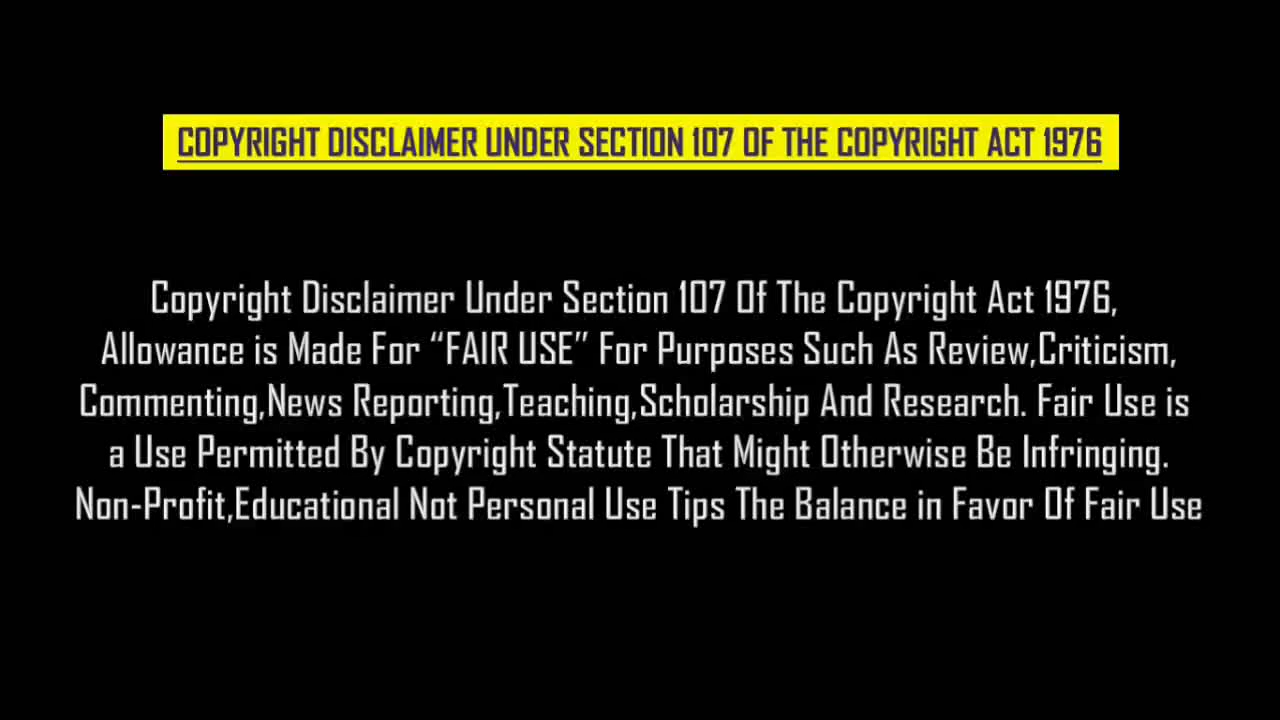 COPYRIGHT DISCLAIMER UNDER SECTION 107 OF THE COPYRIGHT ACT 1976
Copyright Disclaimer Under Section 107 Of The Copyright Act 1976,
Allowance is Made For “FAIR USE” For Purposes Such As Review,Criticism,
Commenting,News Reporting,Teaching,Scholarship And Research. Fair Use is
a Use Permitted By Copyright Statute That Might Otherwise Be Infringing.
Non-Profit,Educational Not Personal Use Tips The Balance in Favor Of Fair Use